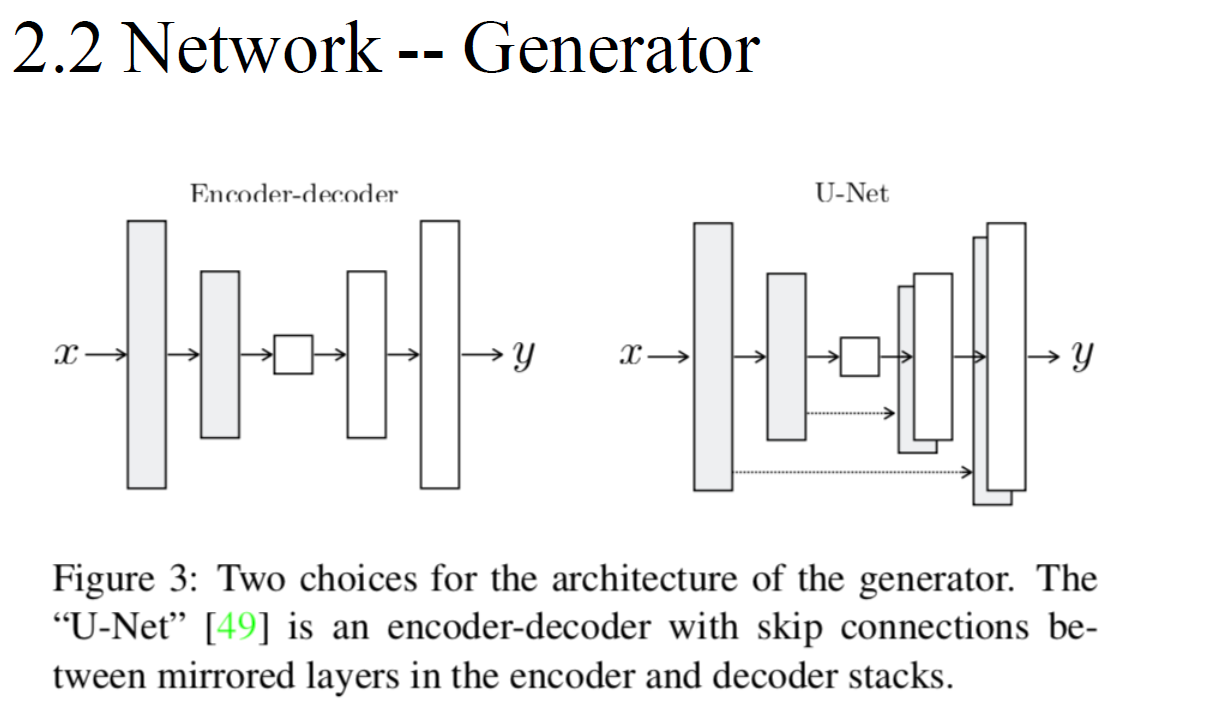 2.2 Network -- Generator
Encoder-decoder
U-Net
x
y
x
y
Figure 3: Two choices for the architecture of the generator. The
“U-Net” [49] is an encoder-decoder with skip connections be-
tween mirrored layers in the encoder and decoder stacks.